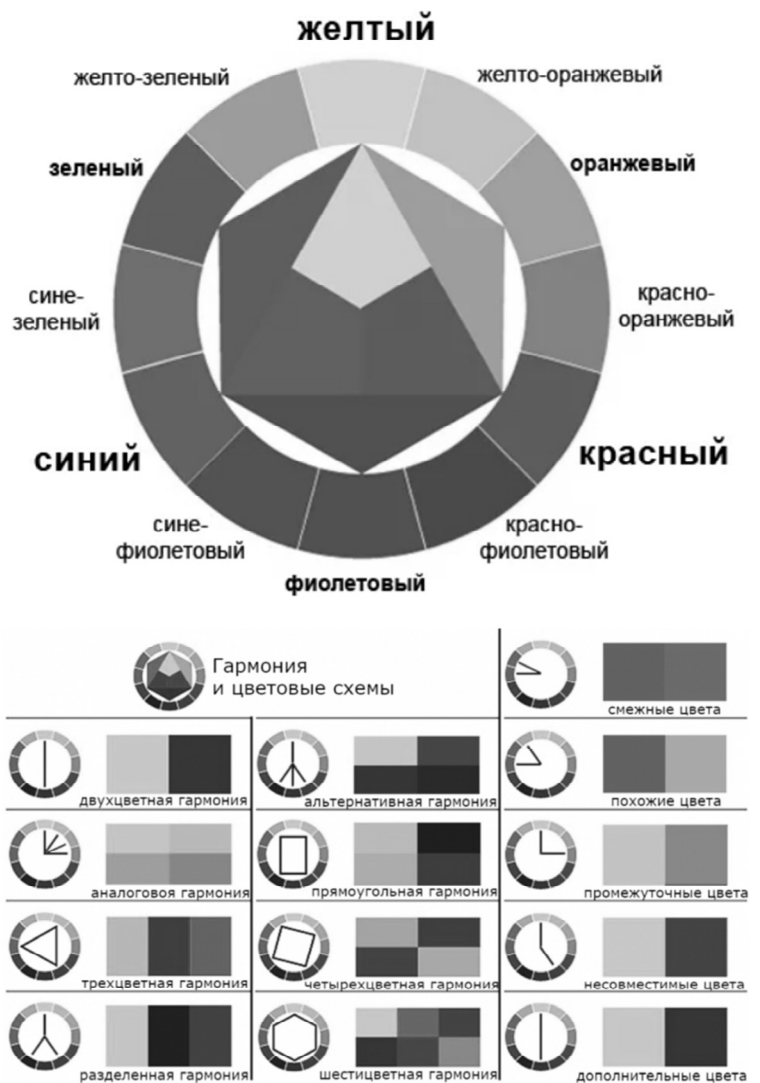 желтый
желто-зеленый
желто-оранжевый
зеленый
оранжевый
сине-
зеленый
красно-
оранжевый
синий
красный
сине-
фиолетовый
красно-
фиолетовый
фиолетовый
Гармония
и цветовые схемы
смежные цвета
двухцветная гармония
альтернативная гармония
похожие цвета
аналоговоя гармония
прямоугольная гармония
промежуточные цвета
трехцветная гармония
четырехцветная гармония
несовместимые цвета
разделенная гармония
шестицветная гармония
дополнительные цвета